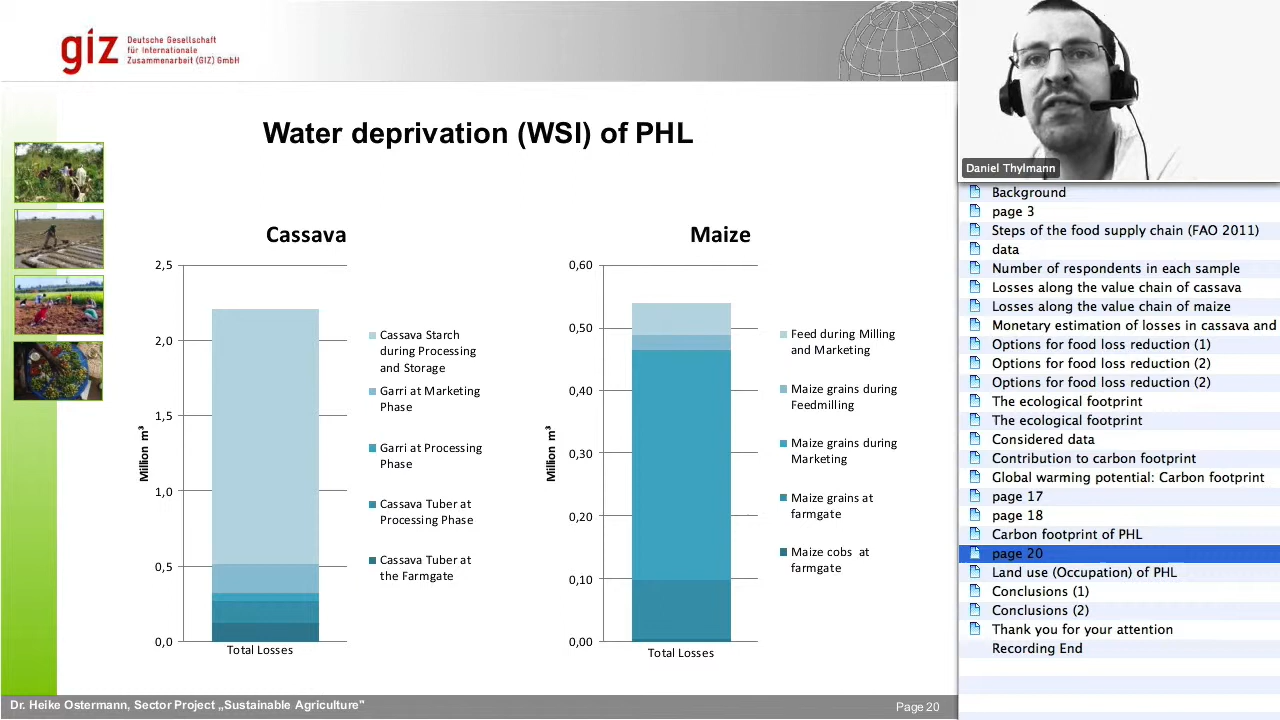 giz
Deutsche Gesellschaft
für Internationale
Zusammenarbeit (GIZ) GmbH
Water deprivation (WSI) of PHL
Cassava
2,5
2,0
1,5
1,0
0,5
0,0
Million m³
Total Losses
Cassava Starch
during Processing
and Storage
Garri at Marketing
Phase
Garri at Processing
Phase
Cassava Tuber at
Processing Phase
Cassava Tuber at
the Farmgate
Maize
0,60
0,50
0,40
0,30
0,20
0,10
0,00
Million m³
Total Losses
Feed during Milling
and Marketing
Maize grains during
Feedmilling
Maize grains during
Marketing
Maize grains at
farmgate
Maize cobs at
farmgate
Dr. Heike Ostermann, Sector Project „Sustainable Agriculture"
Page 20
Daniel Thylmann
Background
page 3
Steps of the food supply chain (FAO 2011)
data
Number of respondents in each sample
Losses along the value chain of cassava
Losses along the value chain of maize
Monetary estimation of losses in cassava and
Options for food loss reduction (1)
Options for food loss reduction (2)
Options for food loss reduction (2)
The ecological footprint
The ecological footprint
Considered data
Contribution to carbon footprint
Global warming potential: Carbon footprint
page 17
page 18
Carbon footprint of PHL
page 20
Land use (Occupation) of PHL
Conclusions (1)
Conclusions (2)
Thank you for your attention
Recording End